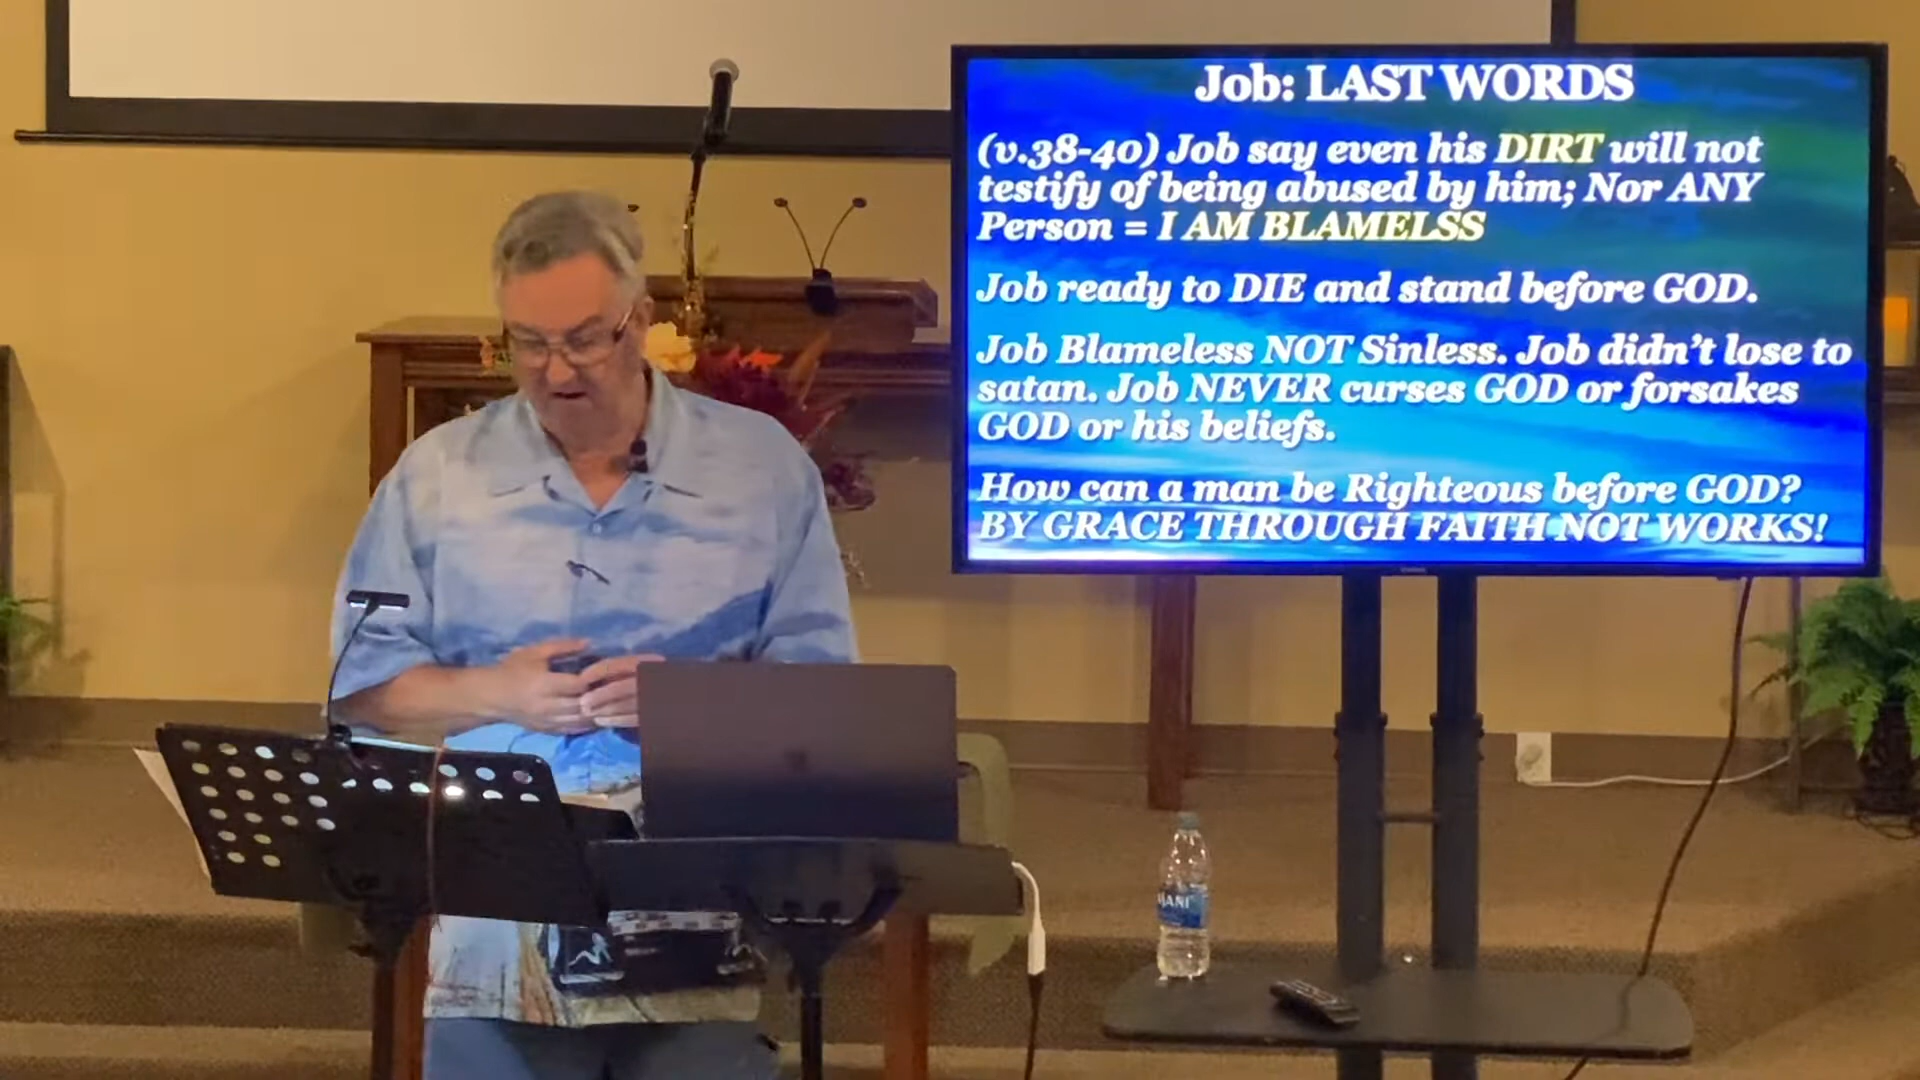 Job: LAST WORDS
(v.38-40) Job say even his DIRT will not
testify of being abused by him; Nor ANY
Person = I AM BLAMELSS
Job ready to DIE and stand before GOD.
Job Blameless NOT Sinless. Job didn't lose to
satan. Job NEVER curses GOD or forsakes
GOD or his beliefs.
How can a man be Righteous before GOD?
BY GRACE THROUGH FAITH NOT WORKS!